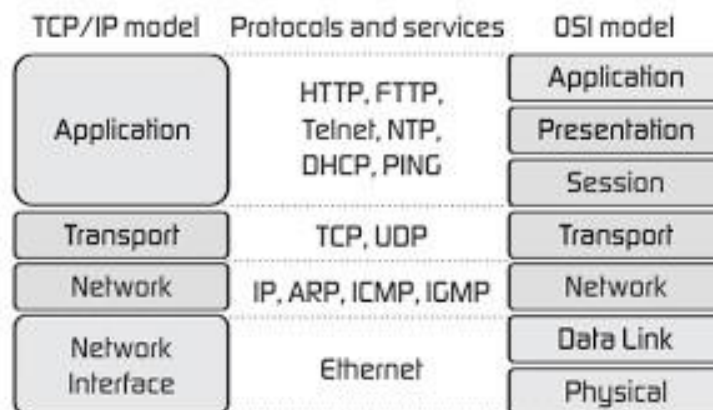 TCP/IP model Protocols and services OSI model
Application
HTTP, FTTP,
Telnet, NTP,
DHCP, PING
Application
Presentation
Session
Transport TCP, UDP Transport
Network IP, ARP, ICMP, IGMP Network
Network
Interface
Ethernet
Data Link
Physical